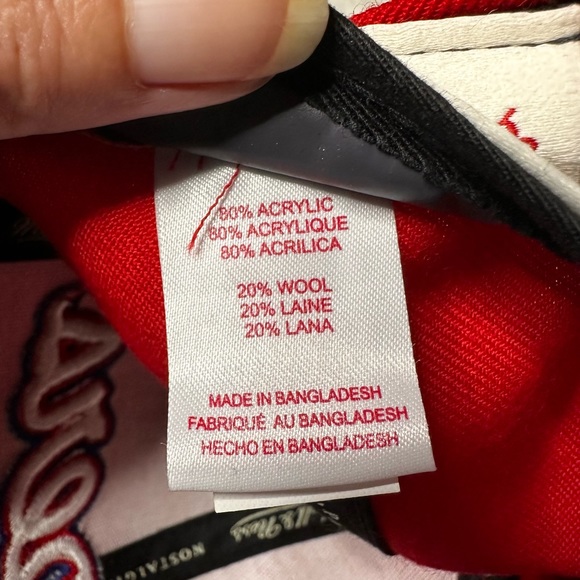 80% ACRYLIC
80% ACRYLIQUE
80% ACRILICA
20% WOOL
20% LAINE
20% LANA
MADE IN BANGLADESH
FABRIQUÉ AU BANGLADESH
HECHO EN BANGLADESH
NOSTALG